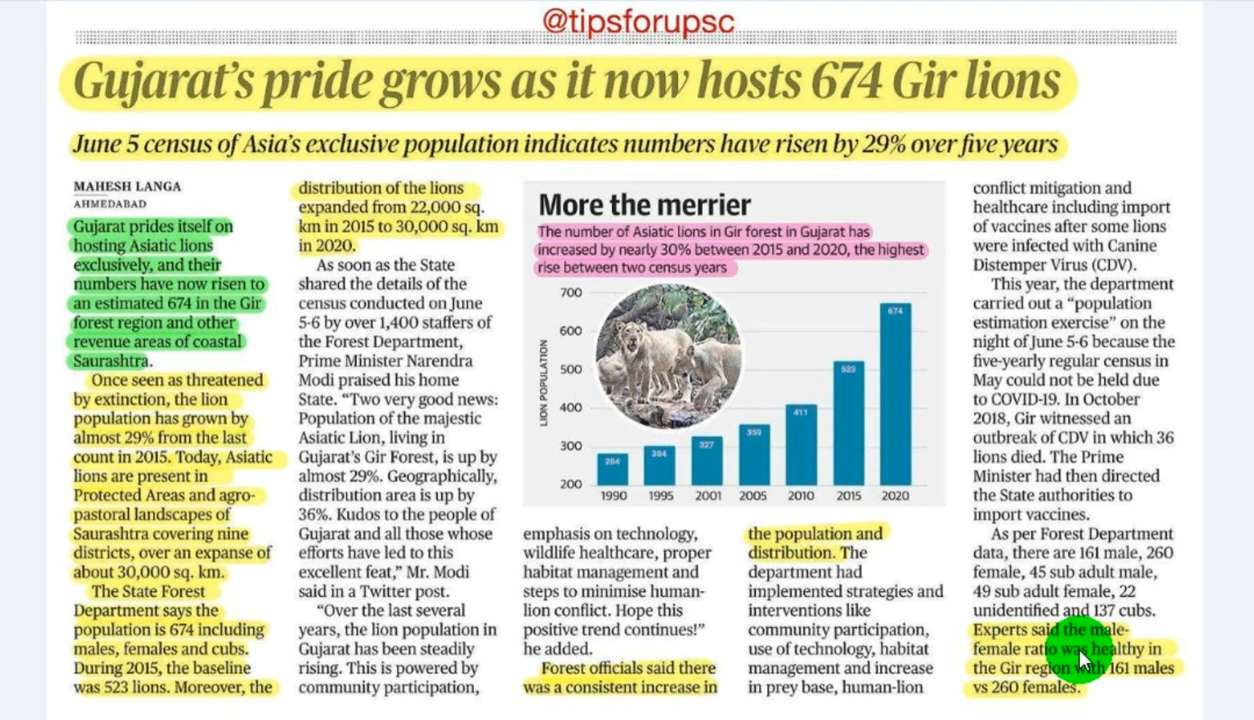 @tipsforupsc
Gujarat's pride grows as it now hosts 674 Gir lions
June 5 census of Asia's exclusive population indicates numbers have risen by 29% over five years
MAHESH LANGA
AHMEDABAD
Gujarat prides itself on
hosting Asiatic lions
exclusively, and their
numbers have now risen to
an estimated 674 in the Gir
forest region and other
revenue areas of coastal
Saurashtra.
Once seen as threatened
by extinction, the lion
population has grown by
almost 29% from the last
count in 2015. Today, Asiatic
lions are present in
Protected Areas and agro-
pastoral landscapes of
Saurashtra covering nine
districts, over an expanse of
about 30,000 sq. km.
The State Forest
Department says the
population is 674 including
males, females and cubs.
During 2015, the baseline
was 523 lions. Moreover, the
distribution of the lions
expanded from 22,000 sq.
km in 2015 to 30,000 sq. km
in 2020.
As soon as the State
shared the details of the
census conducted on June
5-6 by over 1,400 staffers of
the Forest Department,
Prime Minister Narendra
Modi praised his home
State. “Two very good news:
Population of the majestic
Asiatic Lion, living in
Gujarat's Gir Forest, is up by
almost 29%. Geographically,
distribution area is up by
36%. Kudos to the people of
Gujarat and all those whose
efforts have led to this
excellent feat,” Mr. Modi
said in a Twitter post.
“Over the last several
years, the lion population in
Gujarat has been steadily
rising. This is powered by
community participation,
More the merrier
The number of Asiatic lions in Gir forest in Gujarat has
increased by nearly 30% between 2015 and 2020, the highest
rise between two census years
LION POPULATION
700
600
500
400
300
200
284
304
327
359
411
523
674
1990 1995 2001 2005 2010 2015 2020
emphasis on technology,
wildlife healthcare, proper
habitat management and
steps to minimise human-
lion conflict. Hope this
positive trend continues!”
he added.
Forest officials said there
was a consistent increase in
the population and
distribution. The
department had
implemented strategies and
interventions like
community participation,
use of technology, habitat
management and increase
in prey base, human-lion
conflict mitigation and
healthcare including import
of vaccines after some lions
were infected with Canine
Distemper Virus (CDV).
This year, the department
carried out a “population
estimation exercise” on the
night of June 5-6 because the
five-yearly regular census in
May could not be held due
to COVID-19. In October
2018, Gir witnessed an
outbreak of CDV in which 36
lions died. The Prime
Minister had then directed
the State authorities to
import vaccines.
As per Forest Department
data, there are 161 male, 260
female, 45 sub adult male,
49 sub adult female, 22
unidentified and 137 cubs.
Experts said the male-
female ratio was healthy in
the Gir region with 161 males
vs 260 females.